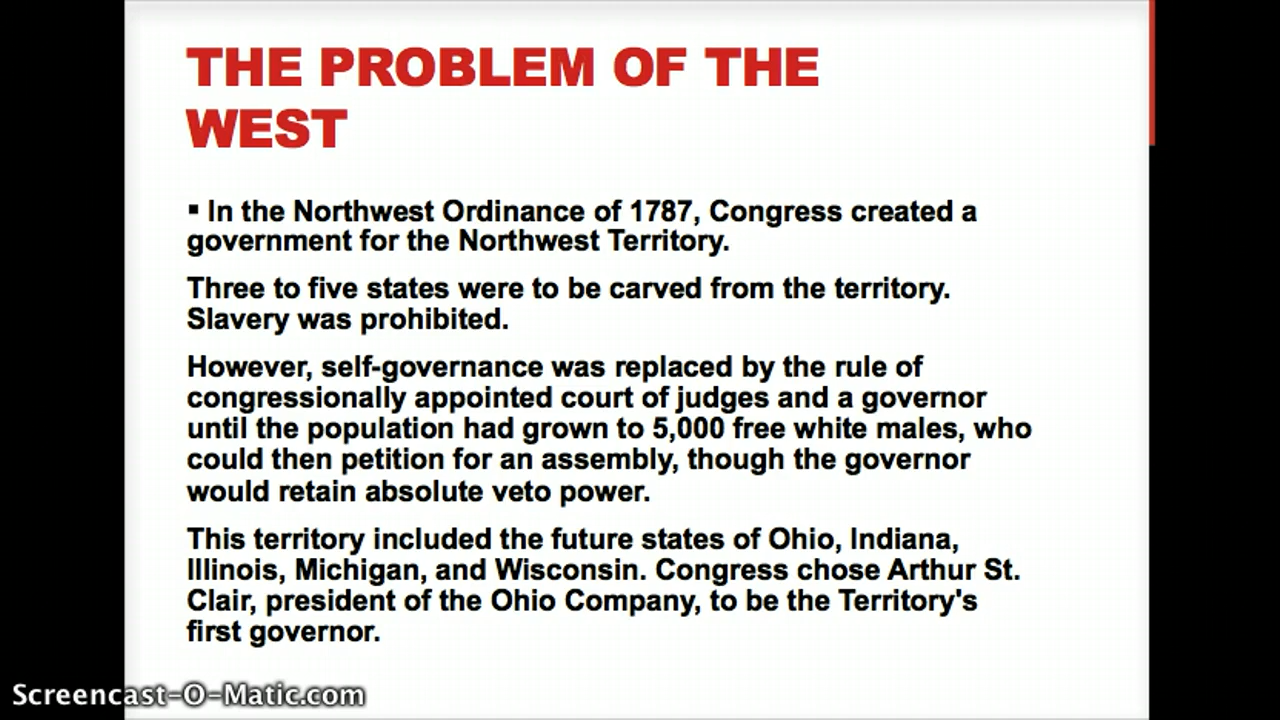 THE PROBLEM OF THE
WEST
▪ In the Northwest Ordinance of 1787, Congress created a
government for the Northwest Territory.
Three to five states were to be carved from the territory.
Slavery was prohibited.
However, self-governance was replaced by the rule of
congressionally appointed court of judges and a governor
until the population had grown to 5,000 free white males, who
could then petition for an assembly, though the governor
would retain absolute veto power.
This territory included the future states of Ohio, Indiana,
Illinois, Michigan, and Wisconsin. Congress chose Arthur St.
Clair, president of the Ohio Company, to be the Territory's
first governor.
Screencast-O-Matic.com